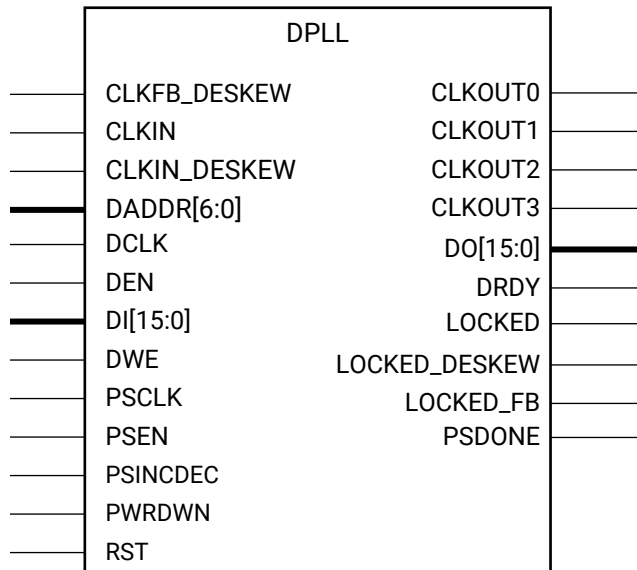 DPLL
CLKFB_DESKEW
CLKIN
CLKIN_DESKEW
DADDR[6:0]
DCLK
DEN
DI[15:0]
DWE
PSCLK
PSEN
PSINCDEC
PWRDWN
RST
CLKOUT0
CLKOUT1
CLKOUT2
CLKOUT3
DO[15:0]
DRDY
LOCKED
LOCKED_DESKEW
LOCKED_FB
PSDONE